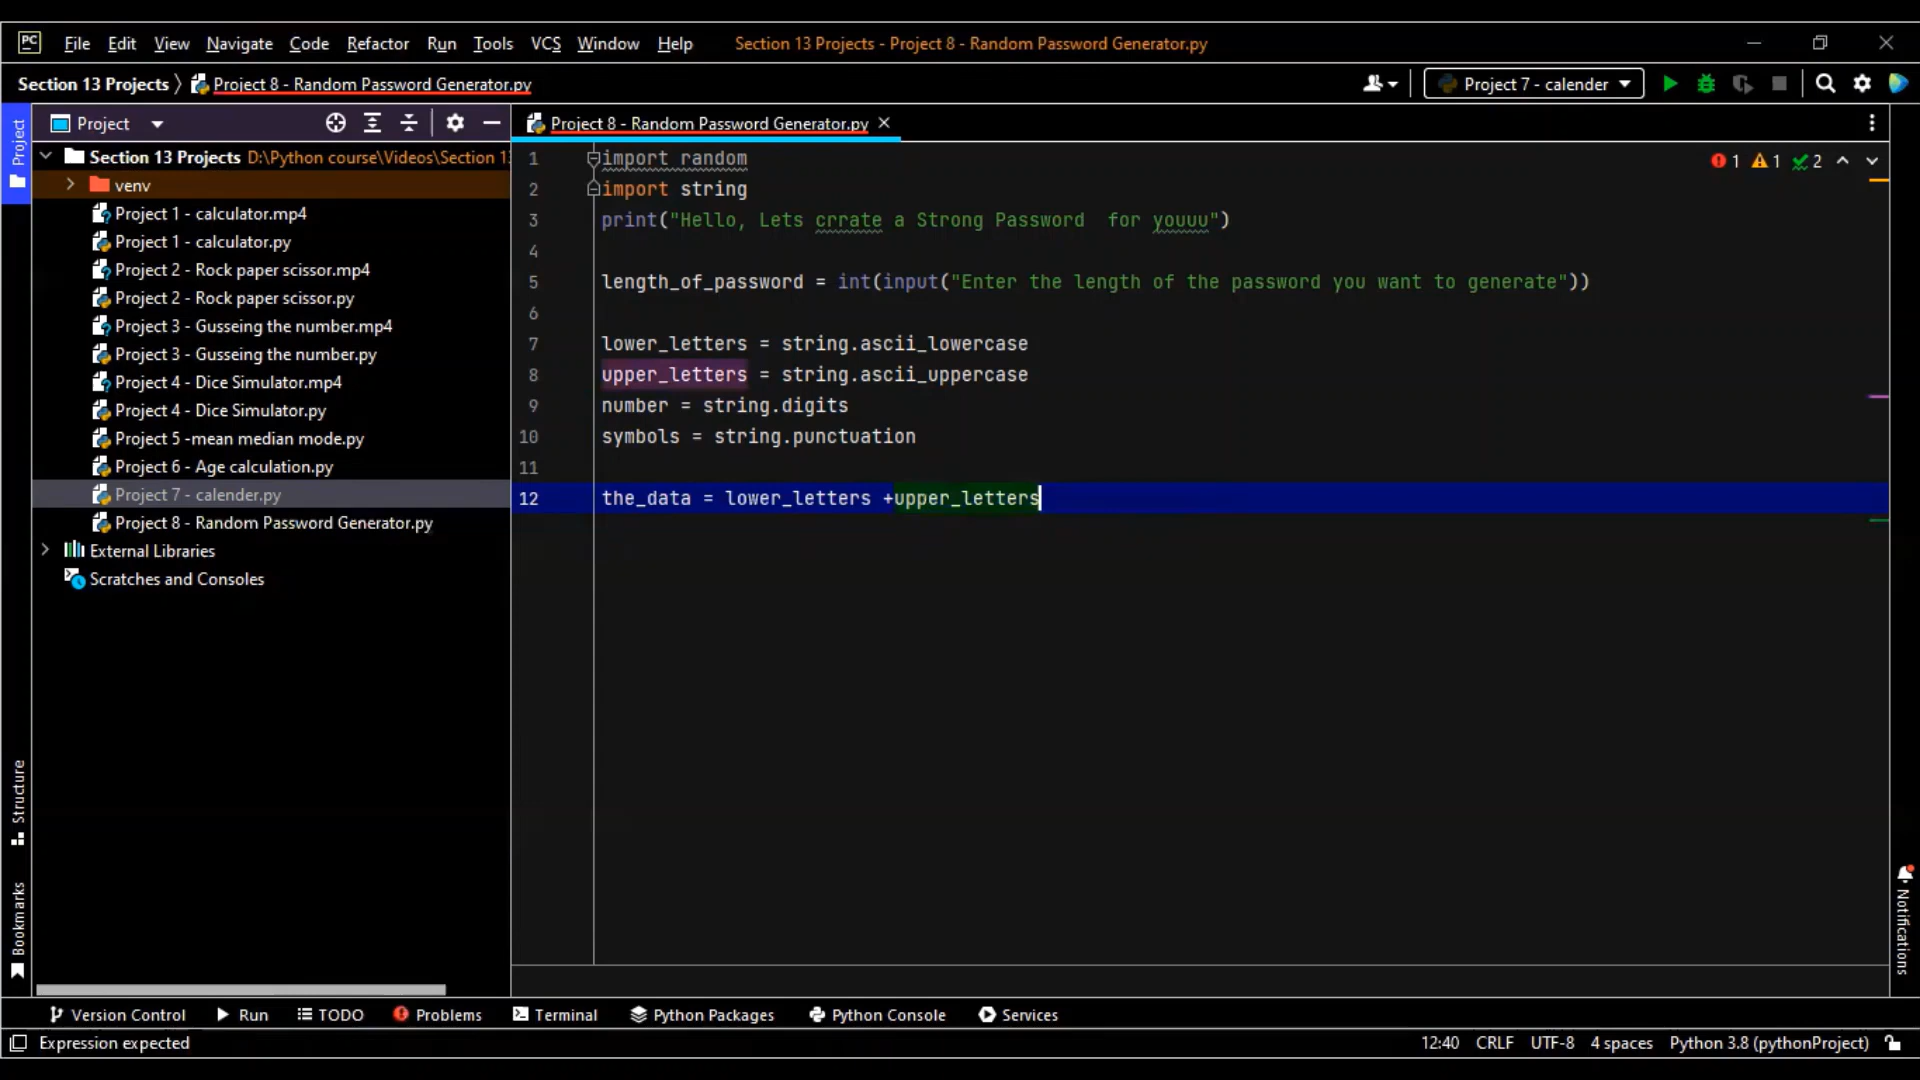 PC File Edit View Navigate Code Refactor Run Tools VCS Window Help Section 13 Projects - Project 8 - Random Password Generator.py
Section 13 Projects Project 8 - Random Password Generator.py Project 7 - calender
Project
Project
Project 8 - Random Password Generator.py
Section 13 Projects D:\Python course\Videos\Section 1
venv
Project 1 - calculator.mp4
Project 1 - calculator.py
Project 2 - Rock paper scissor.mp4
Project 2 - Rock paper scissor.py
Project 3 - Gusseing the number.mp4
Project 3 - Gusseing the number.py
Project 4 - Dice Simulator.mp4
Project 4 - Dice Simulator.py
Project 5 -mean median mode.py
Project 6 - Age calculation.py
Project 7 - calender.py
Project 8 - Random Password Generator.py
External Libraries
Scratches and Consoles
1 import random
2 import string
3 print("Hello, Lets crrate a Strong Password  for youuu")
4
5 length_of_password = int(input("Enter the length of the password you want to generate"))
6
7 lower_letters = string.ascii_lowercase
8 upper_letters = string.ascii_uppercase
9 number = string.digits
10 symbols = string.punctuation
11
12 the_data = lower_letters +upper_letters
1 1 2
Structure
Bookmarks
Notifications
Version Control Run TODO Problems Terminal Python Packages Python Console Services
Expression expected 12:40 CRLF UTF-8 4 spaces Python 3.8 (pythonProject)